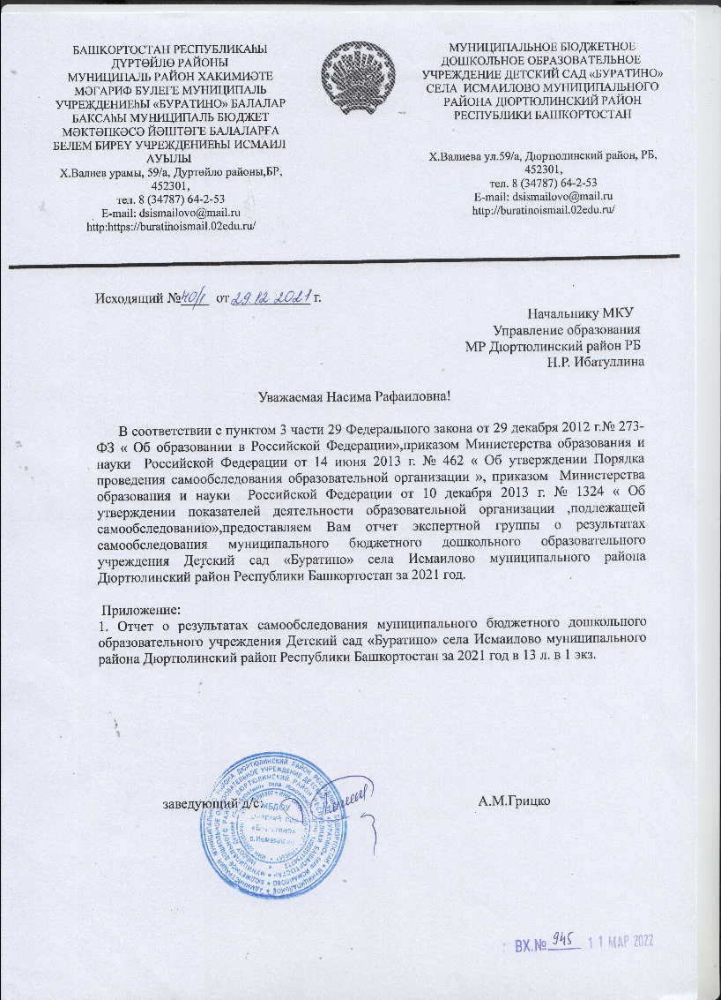 БАШКОРТОСТАН РЕСПУБЛИКАҺЫ
ДҮРТӨЙЛӨ РАЙОНЫ
МУНИЦИПАЛЬ РАЙОН ХАКИМИӘТЕ
МӘГАРИФ БУЛЕГЕ МУНИЦИПАЛЬ
УЧРЕЖДЕНИЕҺЫ «БУРАТИНО» БАЛАЛАР
БАКСАҺЫ МУНИЦИПАЛЬ БЮДЖЕТ
МӘКТӘПКӘСӘ ЙӘШТӘГЕ БАЛАЛАРҒА
БЕЛЕМ БИРЕҮ УЧРЕЖДЕНИЕҺЫ ИСМАИЛ
АУЫЛЫ
Х.Валиев урамы, 59/а, Дуртөйло районы,БР,
452301,
тел. 8 (34787) 64-2-53
E-mail: dsismailovo@mail.ru
http:https://buratinoismail.02edu.ru/
МУНИЦИПАЛЬНОЕ БЮДЖЕТНОЕ
ДОШКОЛЬНОЕ ОБРАЗОВАТЕЛЬНОЕ
УЧРЕЖДЕНИЕ ДЕТСКИЙ САД «БУРАТИНО»
СЕЛА ИСМАИЛОВО МУНИЦИПАЛЬНОГО
РАЙОНА ДЮРТЮЛИНСКИЙ РАЙОН
РЕСПУБЛИКИ БАШКОРТОСТАН
Х.Валиева ул.59/а, Дюртюлинский район, РБ,
452301,
тел. 8 (34787) 64-2-53
E-mail: dsismailovo@mail.ru
http://buratinoismail.02edu.ru/
Исходящий № 40/1 от 29.12.2021 г.
Начальнику МКУ
Управление образования
МР Дюртюлинский район РБ
Н.Р. Ибатуллина
Уважаемая Насима Рафаиловна!
В соответствии с пунктом 3 части 29 Федерального закона от 29 декабря 2012 г.№ 273-
ФЗ « Об образовании в Российской Федерации»,приказом Министерства образования и
науки Российской Федерации от 14 июня 2013 г. № 462 « Об утверждении Порядка
проведения самообследования образовательной организации », приказом Министерства
образования и науки Российской Федерации от 10 декабря 2013 г. № 1324 « Об
утверждении показателей деятельности образовательной организации ,подлежащей
самообследованию»,предоставляем Вам отчет экспертной группы о результатах
самообследования муниципального бюджетного дошкольного образовательного
учреждения Детский сад «Буратино» села Исмаилово муниципального района
Дюртюлинский район Республики Башкортостан за 2021 год.
Приложение:
1. Отчет о результатах самообследования муниципального бюджетного дошкольного
образовательного учреждения Детский сад «Буратино» села Исмаилово муниципального
района Дюртюлинский район Республики Башкортостан за 2021 год в 13 л. в 1 экз.
заведующий д/с:
А.М.Грицко
МБДОУ
Детский сад
«Буратино»
с.Исмаилово
ВХ.№ 945 11 МАР 2022